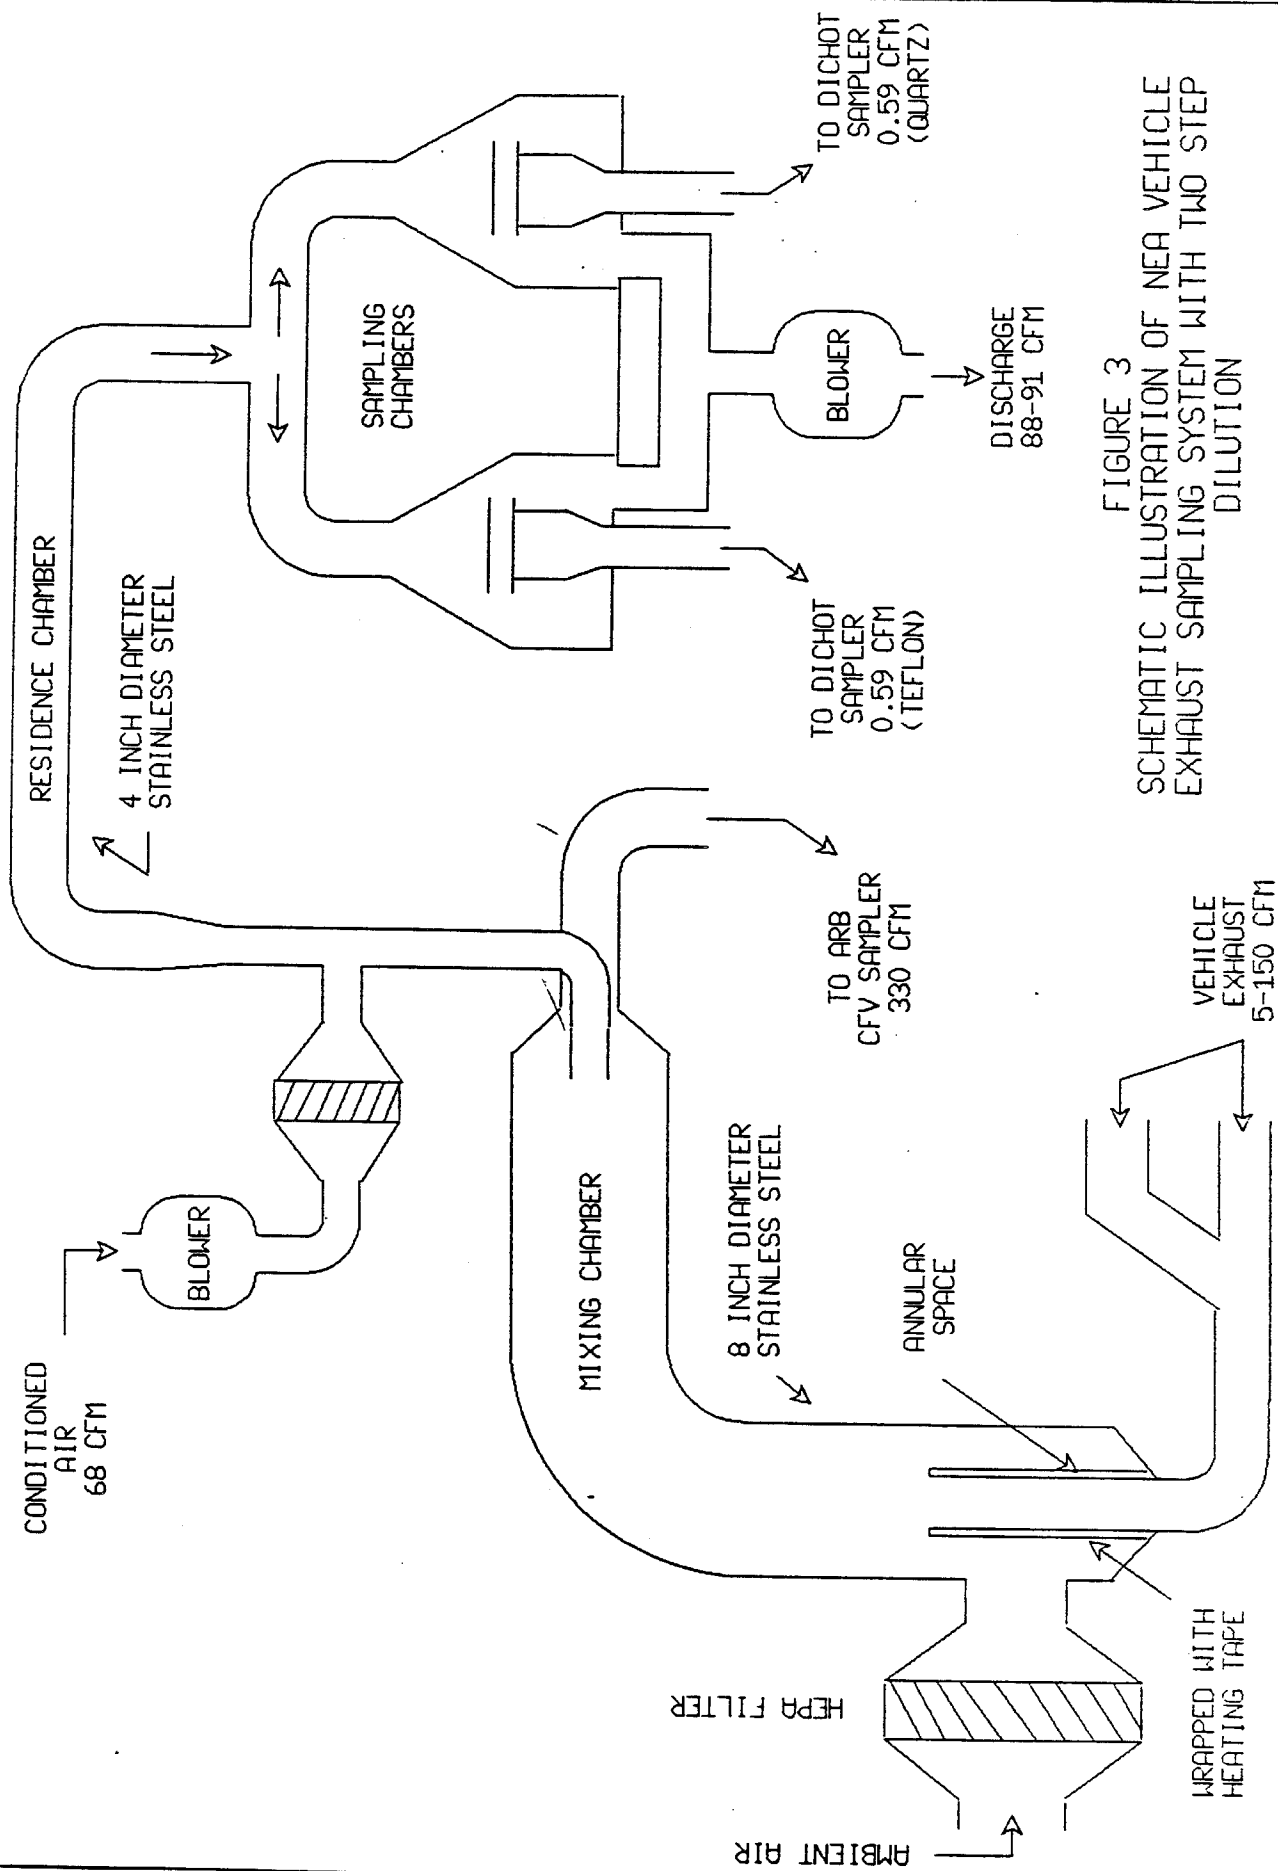 RESIDENCE CHAMBER
4 INCH DIAMETER
STAINLESS STEEL
CONDITIONED
AIR
68 CFM
BLOWER
SAMPLING
CHAMBERS
TO DICHOT
SAMPLER
0.59 CFM
(QUARTZ)
TO DICHOT
SAMPLER
0.59 CFM
(TEFLON)
BLOWER
DISCHARGE
88-91 CFM
MIXING CHAMBER
TO ARB
CFV SAMPLER
330 CFM
8 INCH DIAMETER
STAINLESS STEEL
ANNULAR
SPACE
VEHICLE
EXHAUST
5-150 CFM
HEPA FILTER
AMBIENT AIR
WRAPPED WITH
HEATING TAPE
FIGURE 3
SCHEMATIC ILLUSTRATION OF NEA VEHICLE
EXHAUST SAMPLING SYSTEM WITH TWO STEP
DILUTION